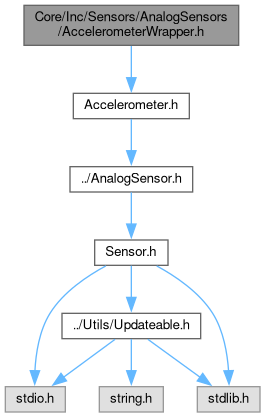 Core/Inc/Sensors/AnalogSensors
/AccelerometerWrapper.h
Accelerometer.h
../AnalogSensor.h
Sensor.h
../Utils/Updateable.h
stdio.h
string.h
stdlib.h